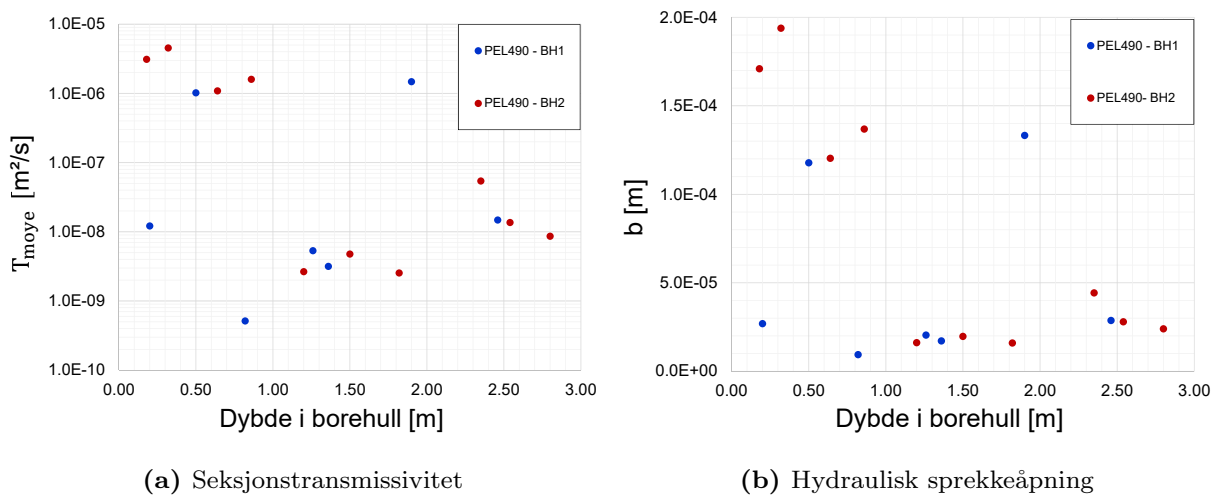 1.0E-05
1.0E-06
1.0E-07
1.0E-08
1.0E-09
1.0E-10
T_moye [m²/s]
0.00 0.50 1.00 1.50 2.00 2.50 3.00
Dybde i borehull [m]
PEL490 - BH1
PEL490 - BH2
(a) Seksjonstransmissivitet
2.0E-04
1.5E-04
1.0E-04
5.0E-05
0.0E+00
b [m]
0.00 0.50 1.00 1.50 2.00 2.50 3.00
Dybde i borehull [m]
PEL490 - BH1
PEL490- BH2
(b) Hydraulisk sprekkeåpning